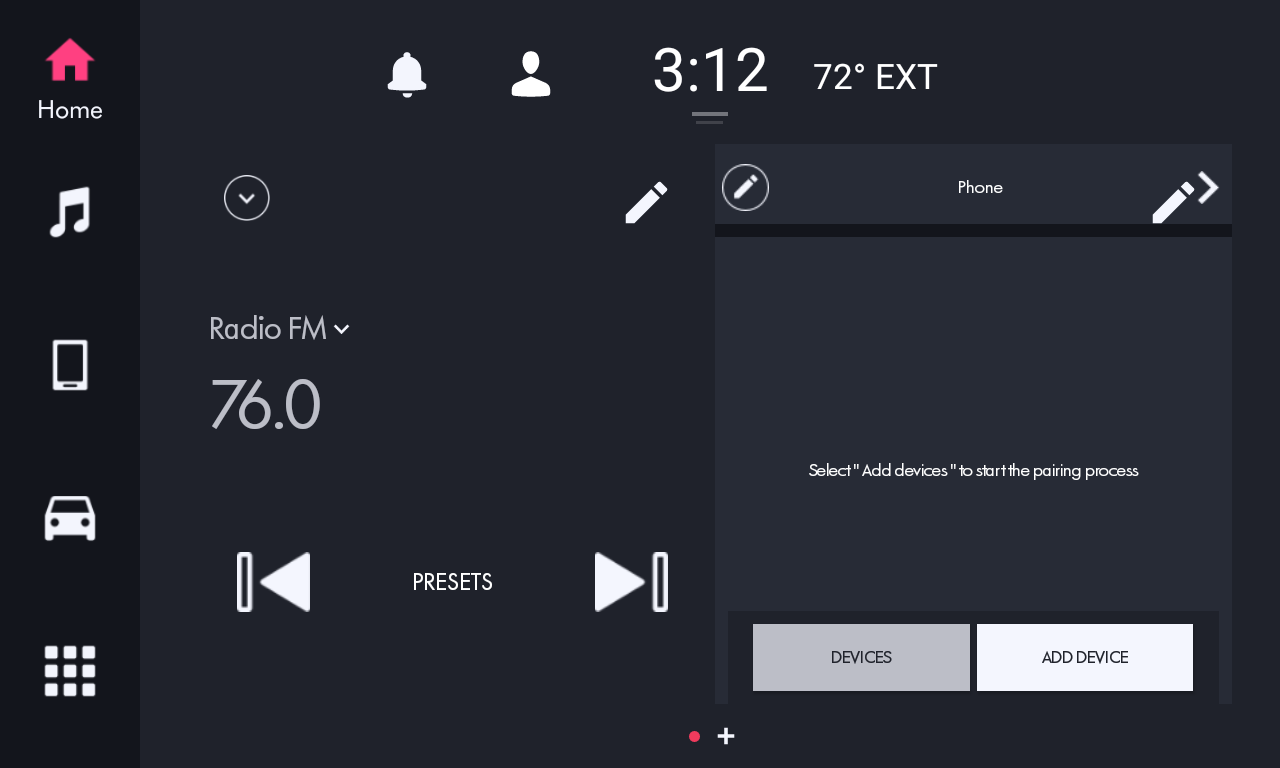 Home
3:12
72° EXT
Phone
Radio FM
76.0
Select " Add devices " to start the pairing process
PRESETS
DEVICES
ADD DEVICE